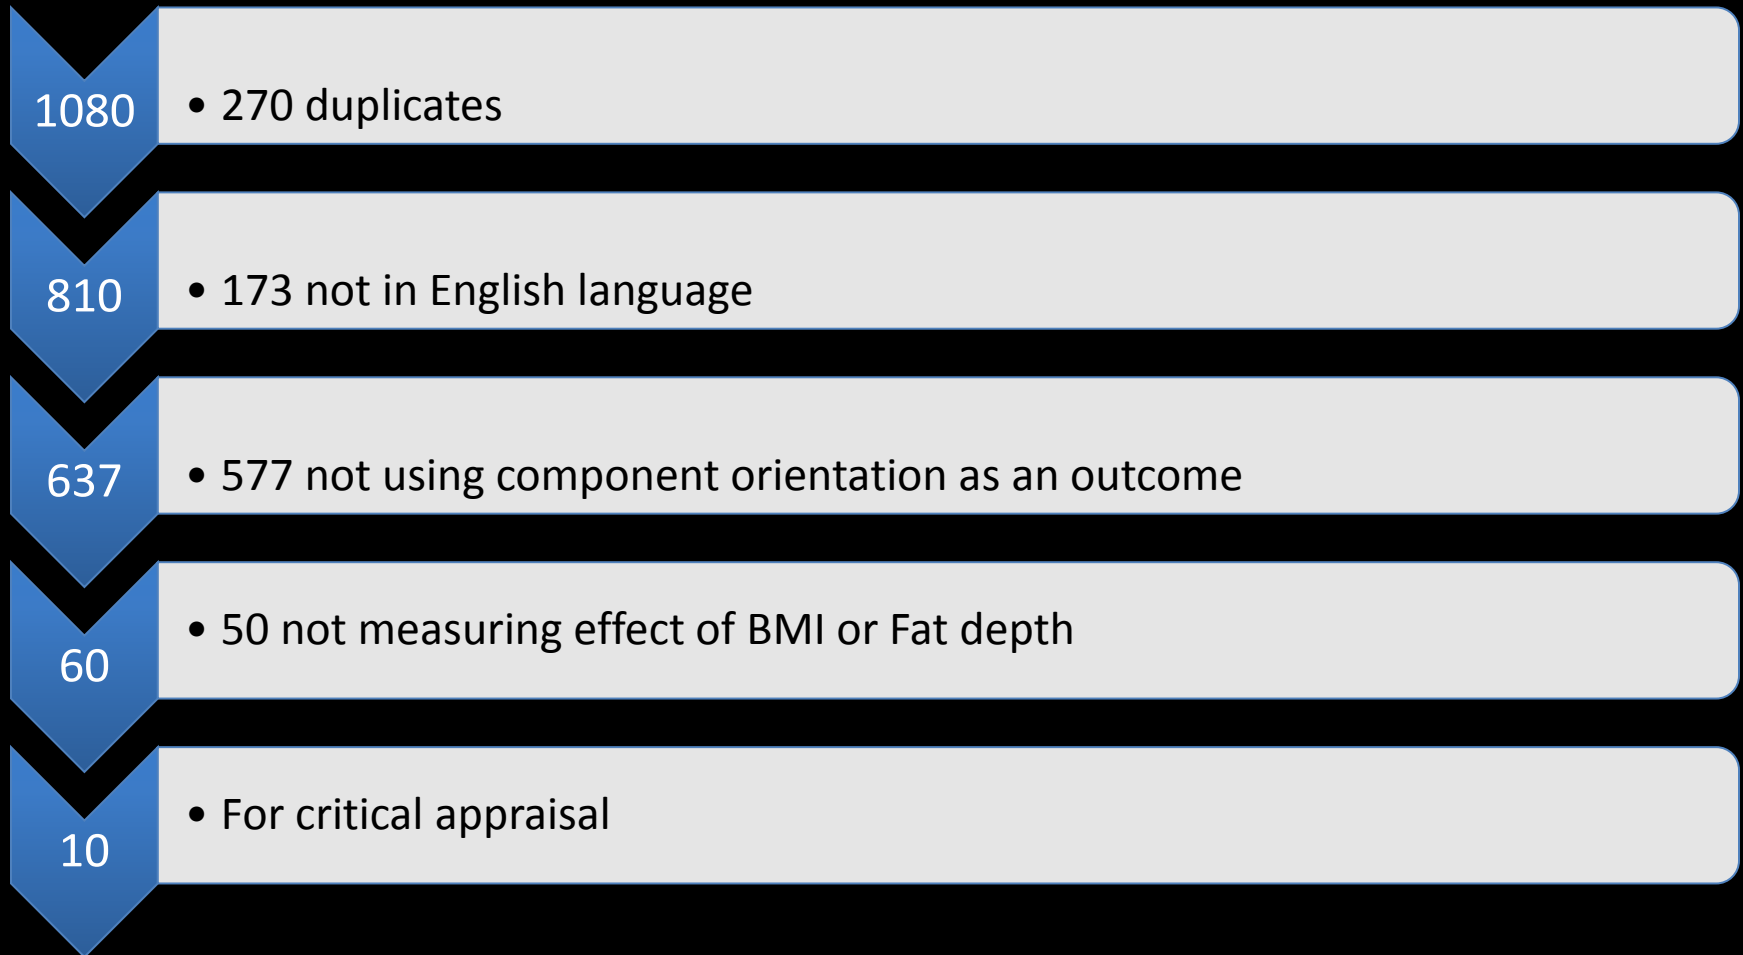 1080
• 270 duplicates
810
• 173 not in English language
637
• 577 not using component orientation as an outcome
60
• 50 not measuring effect of BMI or Fat depth
10
• For critical appraisal